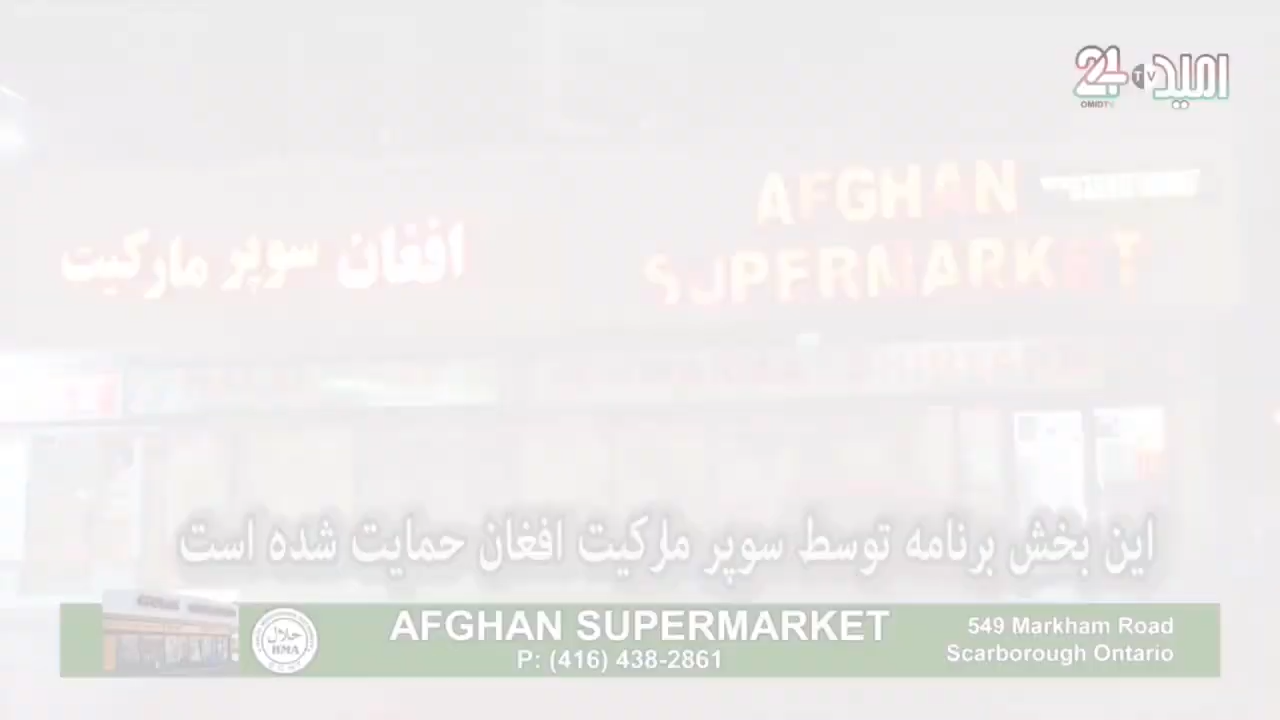 21 TV امید
OMIDTV
AFGHAN
SUPERMARKET
افغان سوپر مارکیت
این بخش برنامه توسط سوپر مارکیت افغان حمایت شده است
حلال
HMA
AFGHAN SUPERMARKET
P: (416) 438-2861
549 Markham Road
Scarborough Ontario